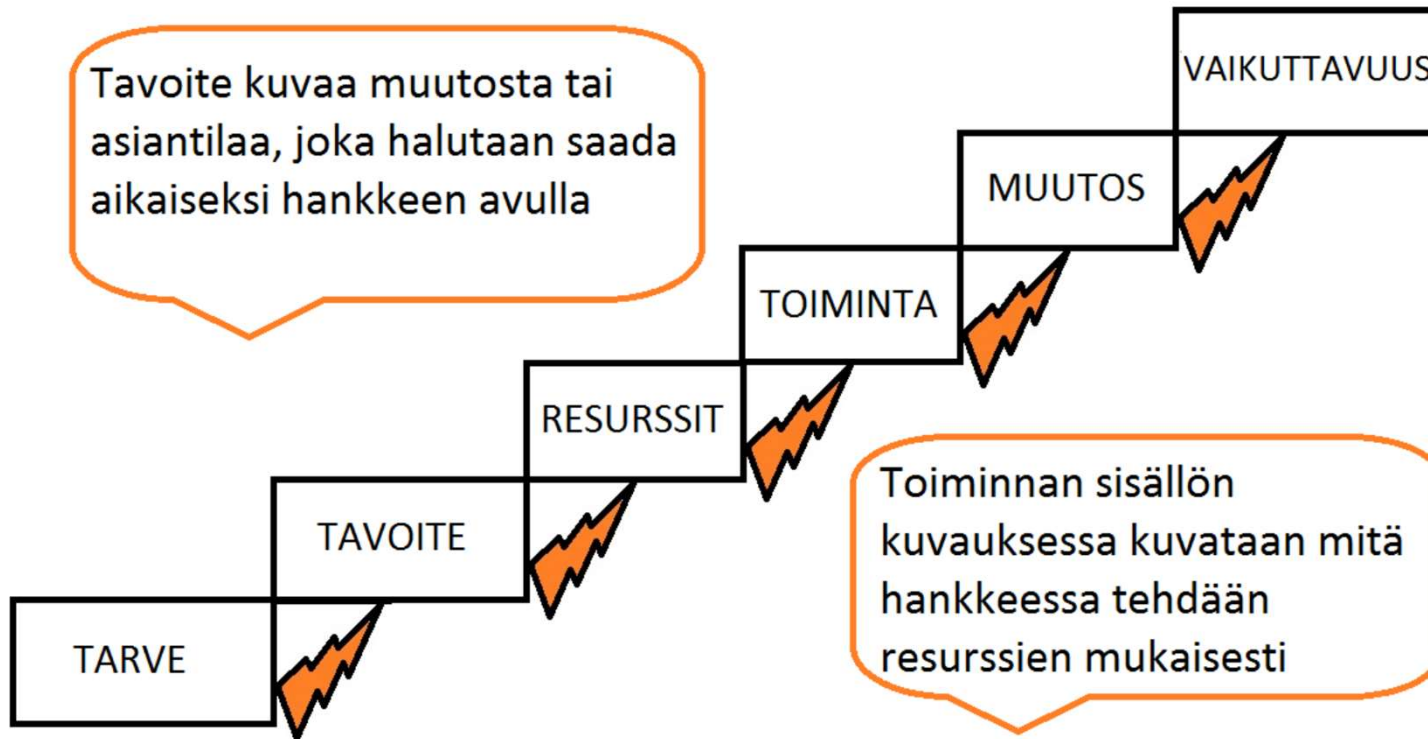 Tavoite kuvaa muutosta tai
asiantilaa, joka halutaan saada
aikaiseksi hankkeen avulla
VAIKUTTAVUUS
MUUTOS
TOIMINTA
RESURSSIT
TAVOITE
TARVE
Toiminnan sisällön
kuvauksessa kuvataan mitä
hankkeessa tehdään
resurssien mukaisesti